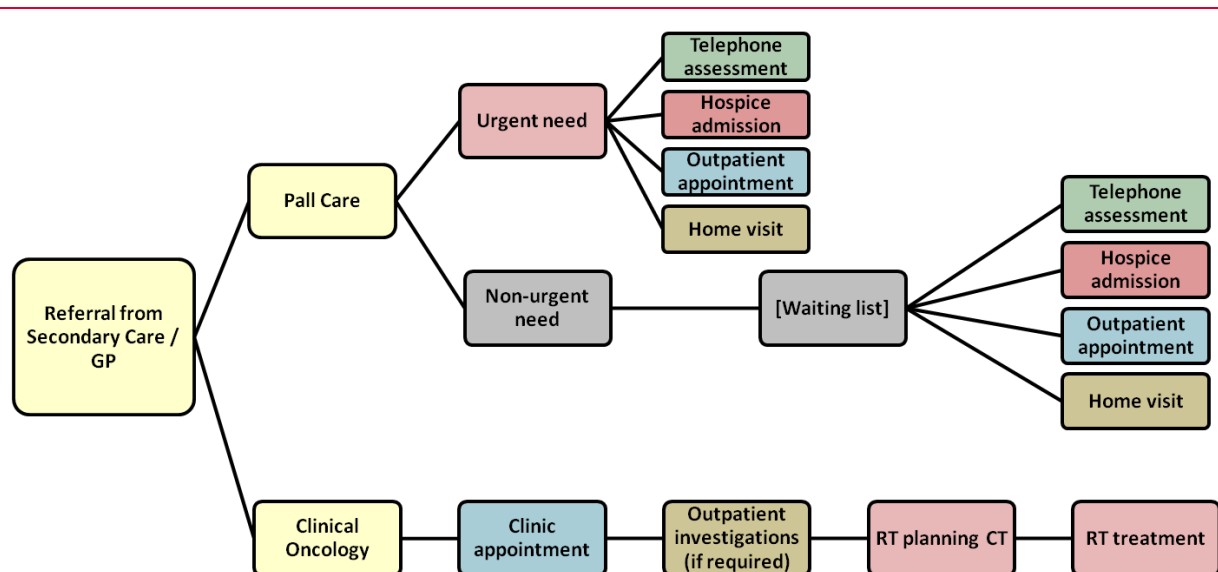 Telephone
assessment
Hospice
admission
Outpatient
appointment
Home visit
Urgent need
Pall Care
Non-urgent
need
[Waiting list]
Telephone
assessment
Hospice
admission
Outpatient
appointment
Home visit
Referral from
Secondary Care /
GP
Clinical
Oncology
Clinic
appointment
Outpatient
investigations
(if required)
RT planning CT
RT treatment